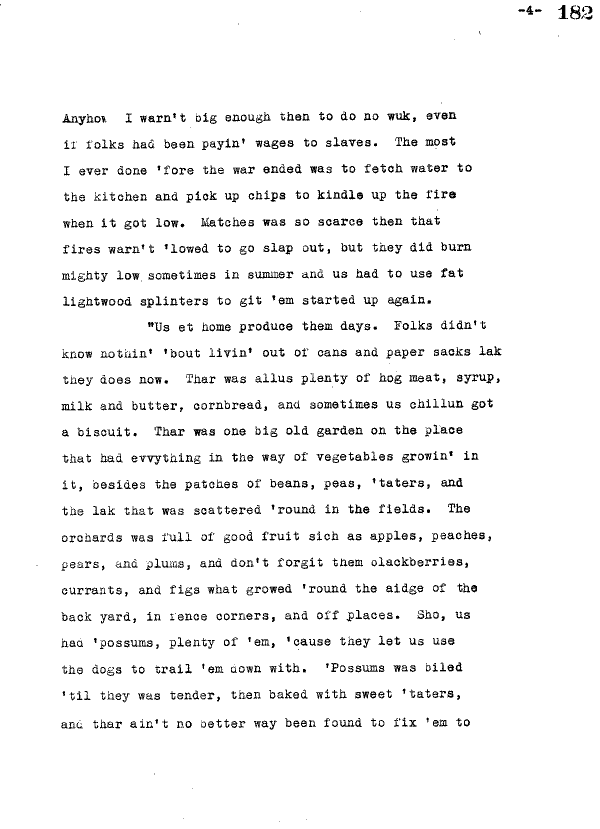 -4- 182
Anyhow I warn't big enough then to do no wuk, even
if folks had been payin' wages to slaves. The most
I ever done 'fore the war ended was to fetch water to
the kitchen and pick up chips to kindle up the fire
when it got low. Matches was so scarce then that
fires warn't 'lowed to go slap out, but they did burn
mighty low sometimes in summer and us had to use fat
lightwood splinters to git 'em started up again.
"Us et home produce them days. Folks didn't
know nothin' 'bout livin' out of cans and paper sacks lak
they does now. Thar was allus plenty of hog meat, syrup,
milk and butter, cornbread, and sometimes us chillun got
a biscuit. Thar was one big old garden on the place
that had evvything in the way of vegetables growin' in
it, besides the patches of beans, peas, 'taters, and
the lak that was scattered 'round in the fields. The
orchards was full of good fruit sich as apples, peaches,
pears, and plums, and don't forgit them blackberries,
currants, and figs what growed 'round the aidge of the
back yard, in fence corners, and off places. Sho, us
had 'possums, plenty of 'em, 'cause they let us use
the dogs to trail 'em down with. 'Possums was biled
'til they was tender, then baked with sweet 'taters,
and thar ain't no better way been found to fix 'em to